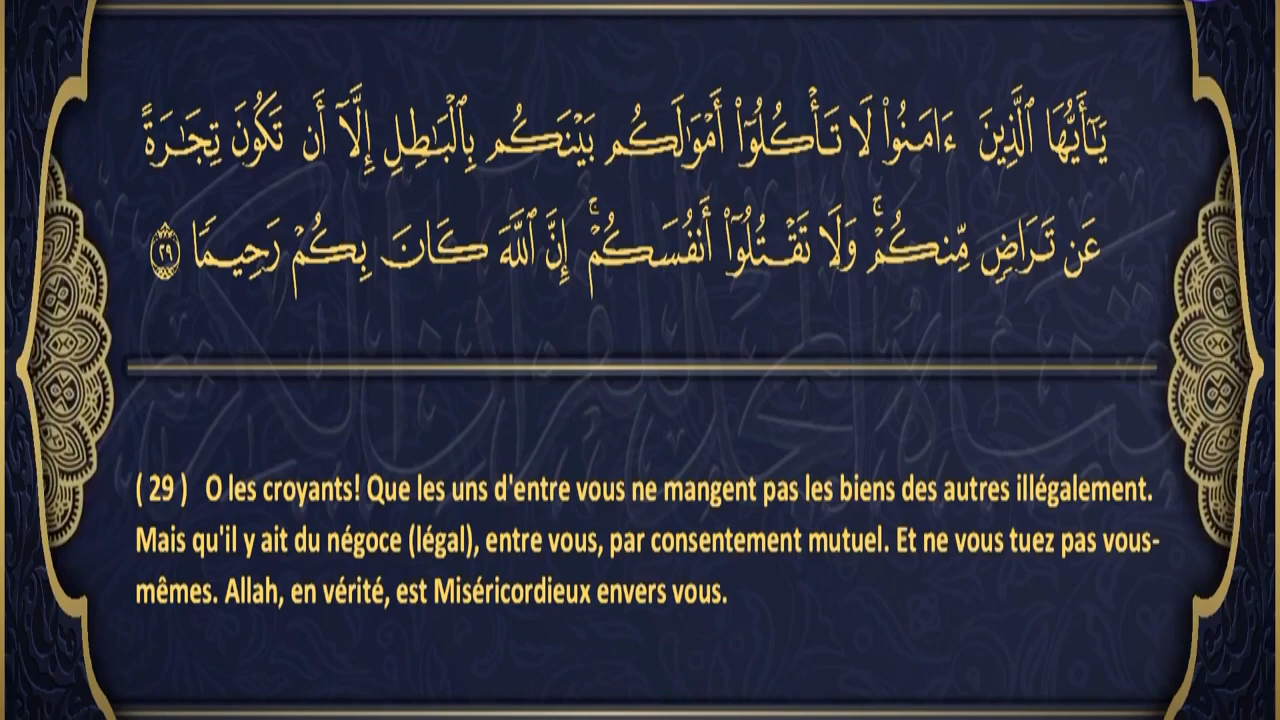 يَـٰٓأَيُّهَا ٱلَّذِينَ ءَامَنُوا۟ لَا تَأْكُلُوٓا۟ أَمْوَٰلَكُم بَيْنَكُم بِٱلْبَـٰطِلِ إِلَّآ أَن تَكُونَ تِجَـٰرَةً
عَن تَرَاضٍ مِّنكُمْ ۚ وَلَا تَقْتُلُوٓا۟ أَنفُسَكُمْ ۚ إِنَّ ٱللَّهَ كَانَ بِكُمْ رَحِيمًا ٢٩
( 29 ) O les croyants! Que les uns d'entre vous ne mangent pas les biens des autres illégalement.
Mais qu'il y ait du négoce (légal), entre vous, par consentement mutuel. Et ne vous tuez pas vous-
mêmes. Allah, en vérité, est Miséricordieux envers vous.